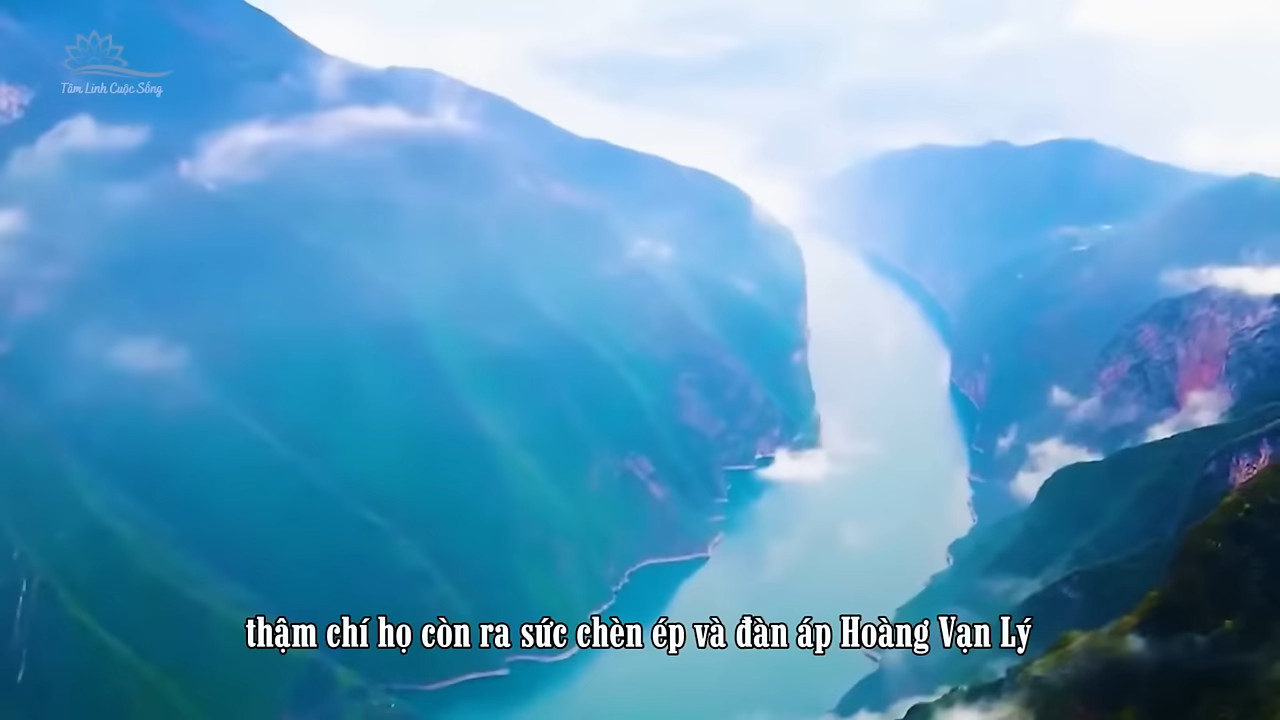 Tâm Linh Cuộc Sống
thậm chí họ còn ra sức chèn ép và đàn áp Hoàng Vạn Lý